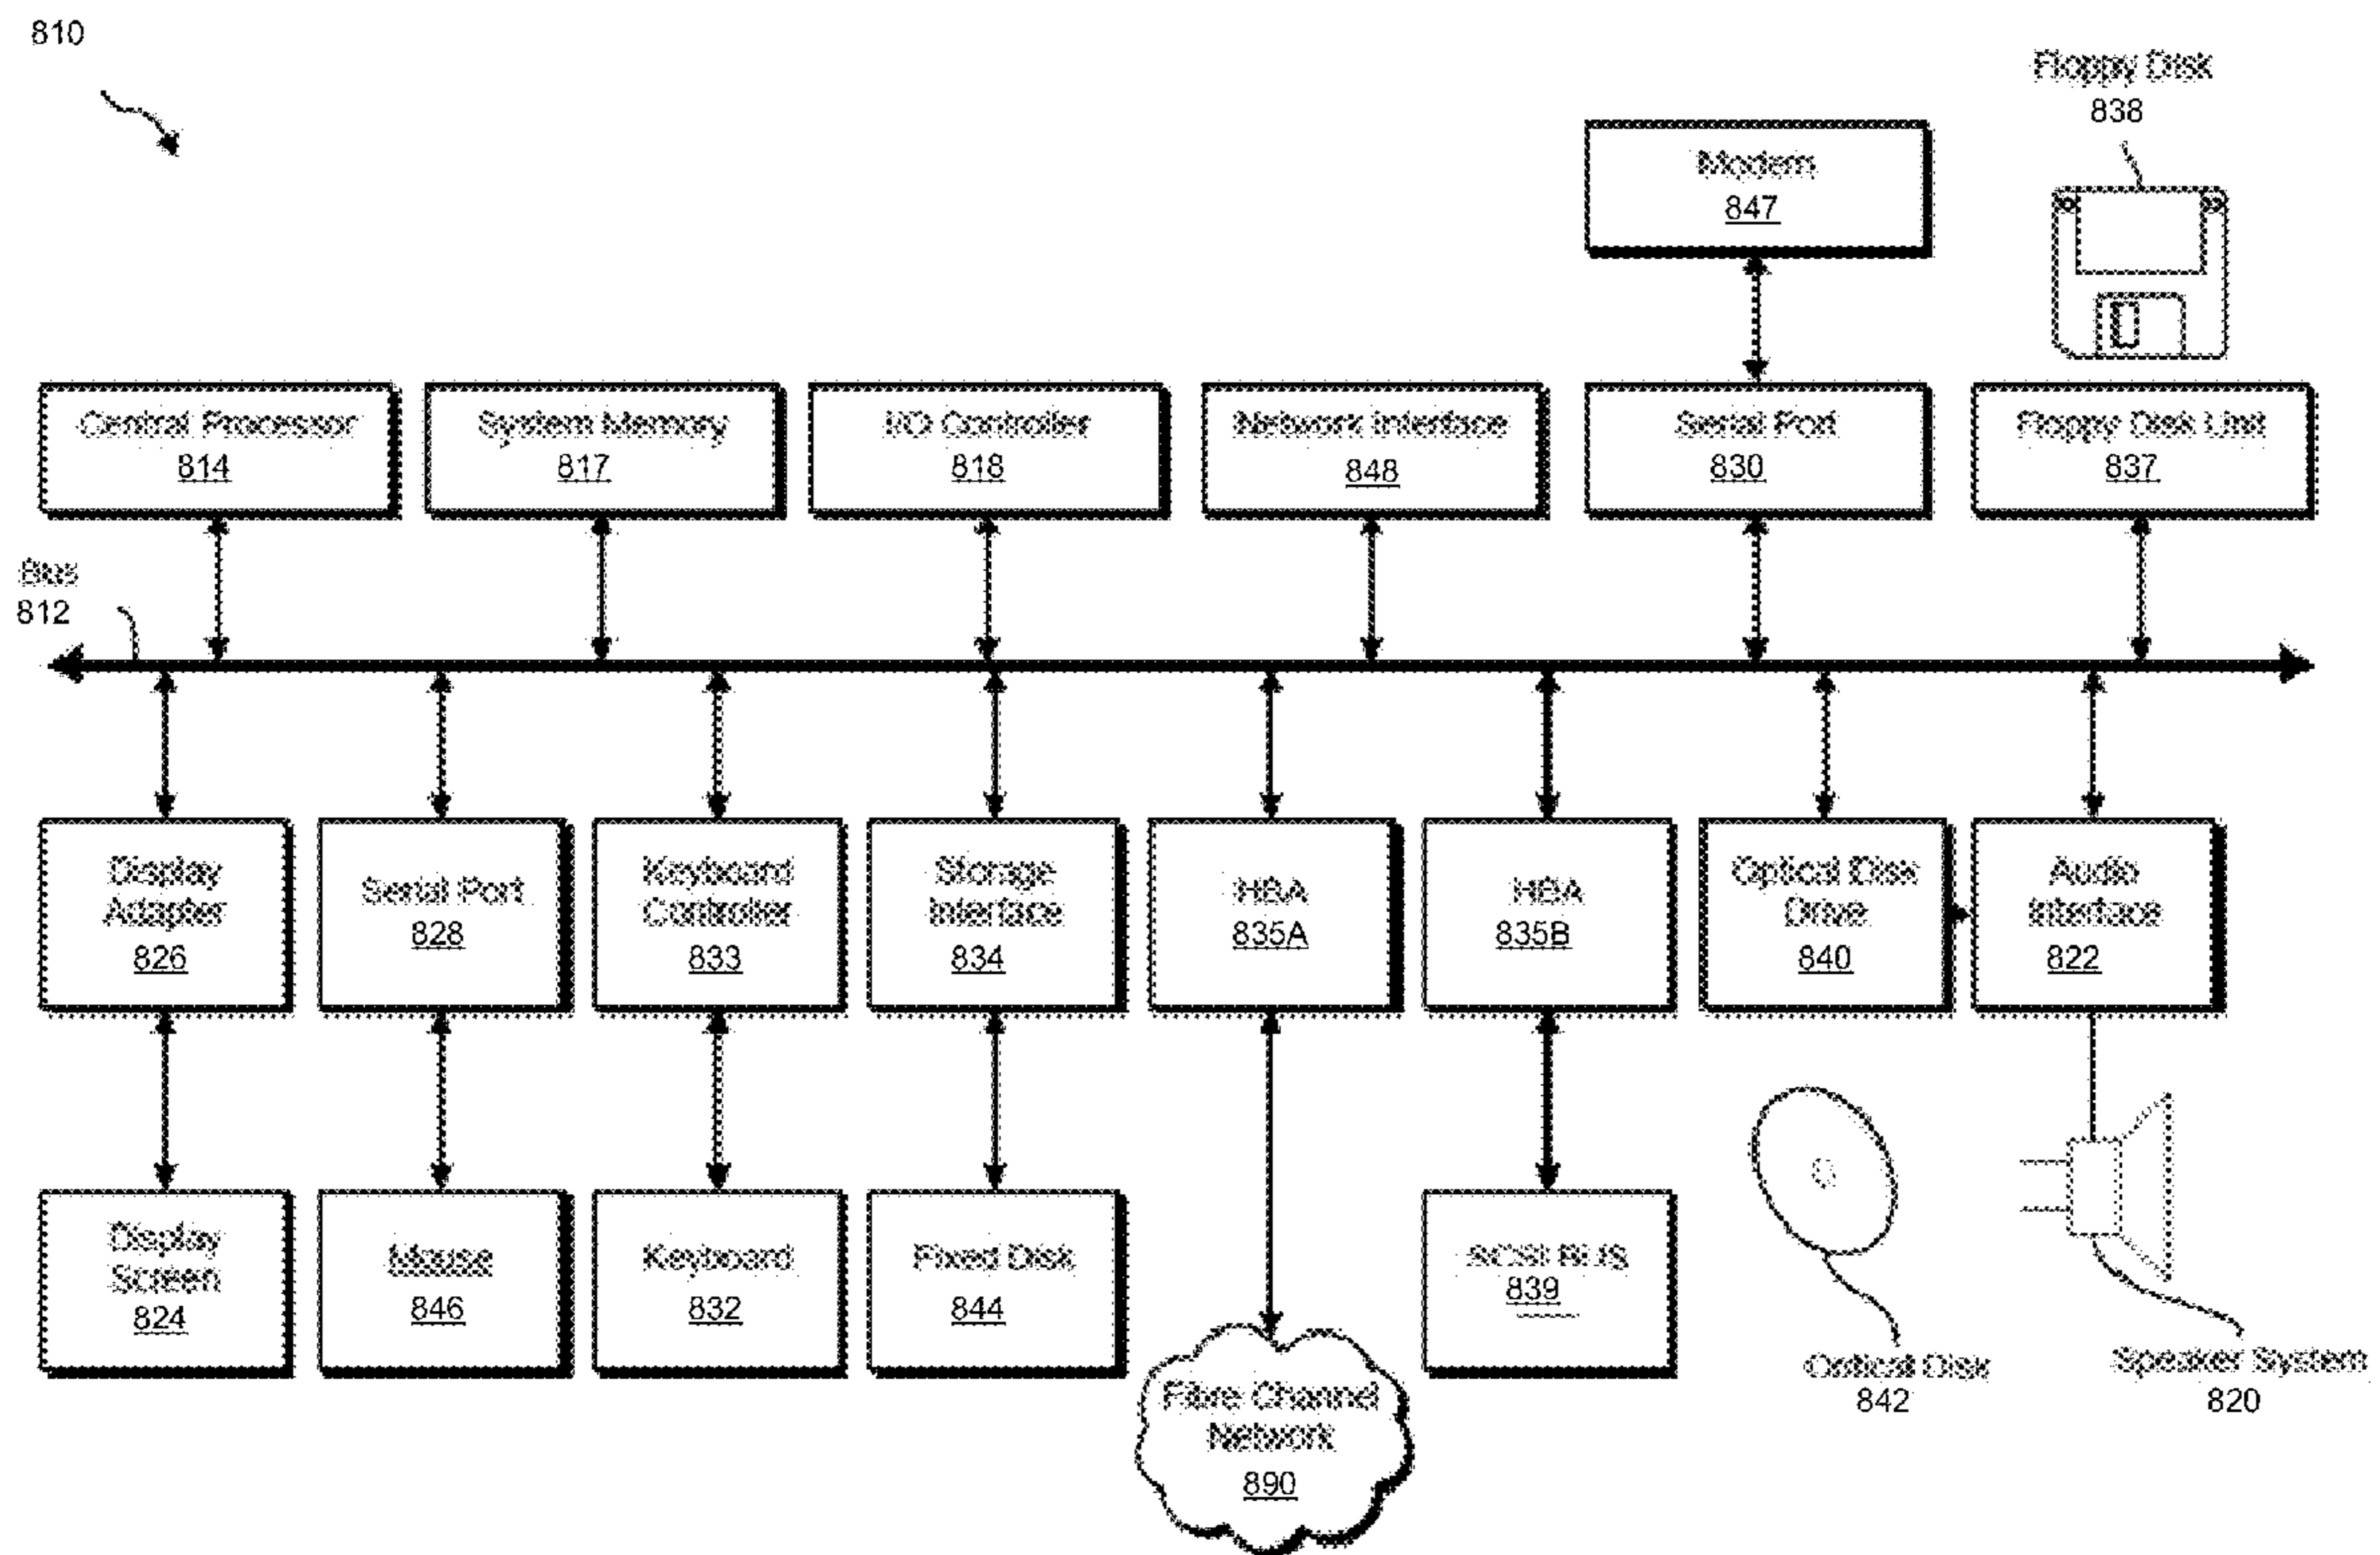 810
Floppy Disk
838
Modem
847
Central Processor
814
System Memory
817
I/O Controller
818
Network Interface
848
Serial Port
830
Floppy Disk Unit
837
Bus
812
Display
Adapter
826
Serial Port
828
Keyboard
Controller
833
Storage
Interface
834
HBA
835A
HBA
835B
Optical Disk
Drive
840
Audio
Interface
822
Display
Screen
824
Mouse
846
Keyboard
832
Fixed Disk
844
Fibre Channel
Network
890
SCSI BUS
839
Optical Disk
842
Speaker System
820